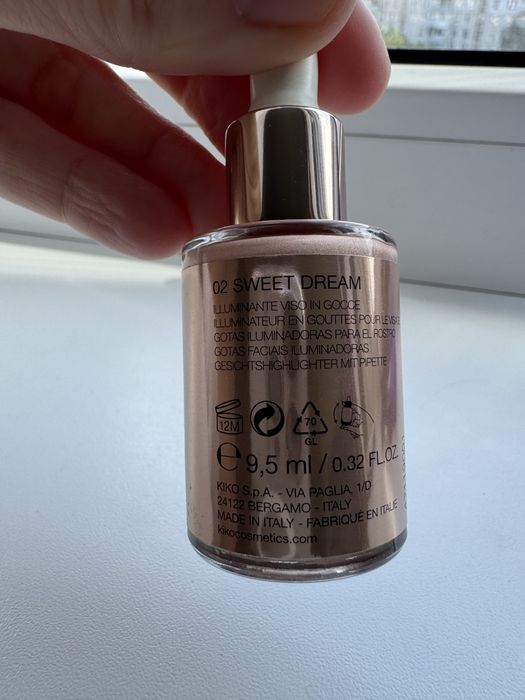 02 SWEET DREAM
ILLUMINANTE VISO IN GOCCE
ILLUMINATEUR EN GOUTTES POUR LE VISAGE
GOTAS ILUMINADORAS PARA EL ROSTRO
GOTAS FACIAIS ILUMINADORAS
GESICHTSHIGHLIGHTER MIT PIPETTE
12M
70
GL
e 9,5 ml / 0.32 FL.OZ.
KIKO S.p.A. - VIA PAGLIA, 1/D
24122 BERGAMO - ITALY
MADE IN ITALY - FABRIQUÉ EN ITALIE
kikocosmetics.com